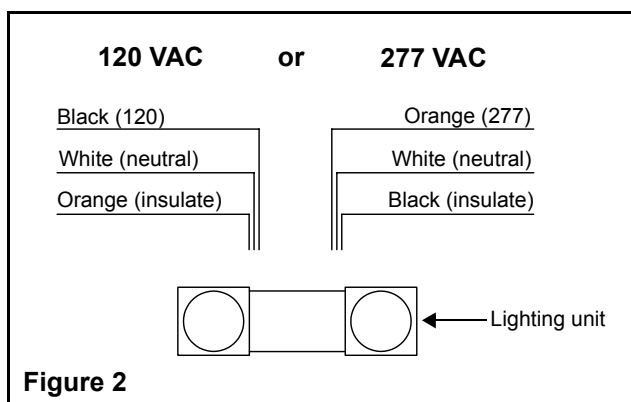 120 VAC or 277 VAC
Black (120)
White (neutral)
Orange (insulate)
Orange (277)
White (neutral)
Black (insulate)
Lighting unit
Figure 2